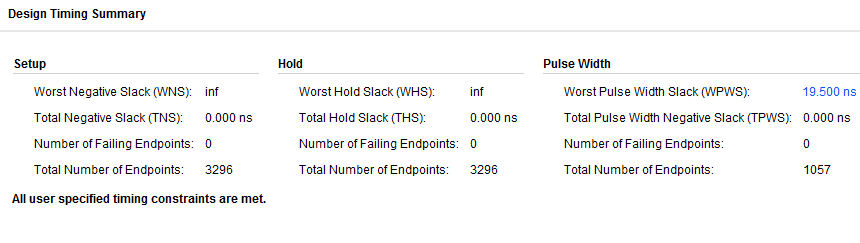 Design Timing Summary
Setup Hold Pulse Width
Worst Negative Slack (WNS): inf Worst Hold Slack (WHS): inf Worst Pulse Width Slack (WPWS): 19.500 ns
Total Negative Slack (TNS): 0.000 ns Total Hold Slack (THS): 0.000 ns Total Pulse Width Negative Slack (TPWS): 0.000 ns
Number of Failing Endpoints: 0 Number of Failing Endpoints: 0 Number of Failing Endpoints: 0
Total Number of Endpoints: 3296 Total Number of Endpoints: 3296 Total Number of Endpoints: 1057
All user specified timing constraints are met.